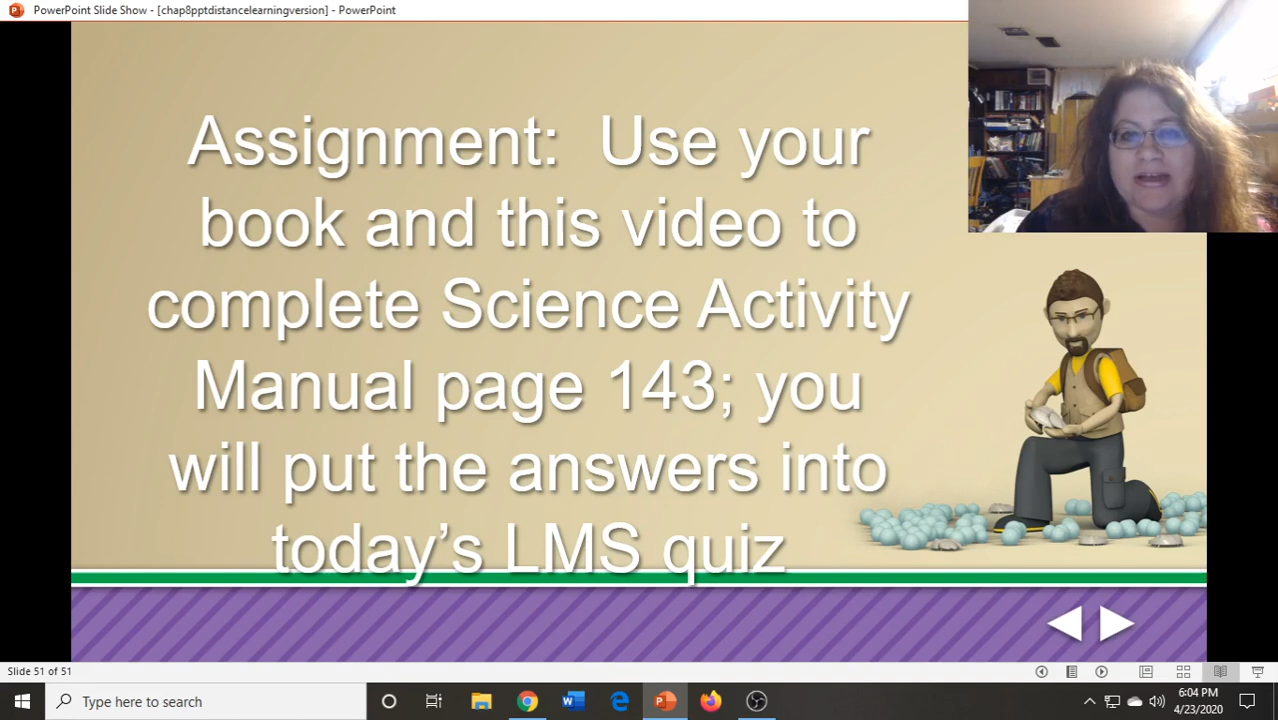 PowerPoint Slide Show - [chap8pptdistancelearningversion] - PowerPoint
Assignment:  Use your
book and this video to
complete Science Activity
Manual page 143; you
will put the answers into
today’s LMS quiz
Slide 51 of 51
Type here to search
6:04 PM
4/23/2020